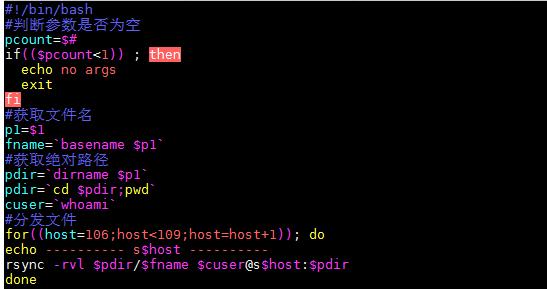 #!/bin/bash
#判断参数是否为空
pcount=$#
if(($pcount<1)) ; then
  echo no args
  exit
fi
#获取文件名
p1=$1
fname=`basename $p1`
#获取绝对路径
pdir=`dirname $p1`
pdir=`cd $pdir;pwd`
cuser=`whoami`
#分发文件
for((host=106;host<109;host=host+1)); do
echo ---------- s$host ----------
rsync -rvl $pdir/$fname $cuser@s$host:$pdir
done